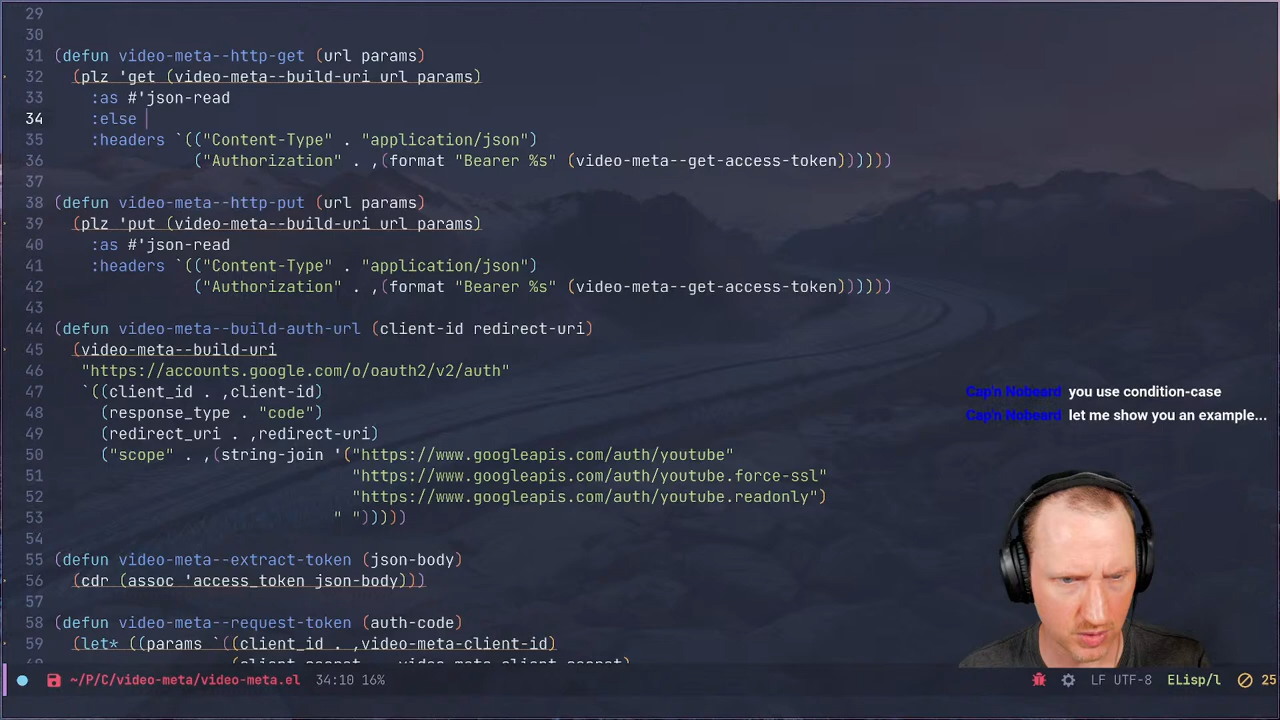 29
30
31 (defun video-meta--http-get (url params)
32 (plz 'get (video-meta--build-uri url params)
33 :as #'json-read
34 :else
35 :headers `(("Content-Type" . "application/json")
36 ("Authorization" . ,(format "Bearer %s" (video-meta--get-access-token))))))
37
38 (defun video-meta--http-put (url params)
39 (plz 'put (video-meta--build-uri url params)
40 :as #'json-read
41 :headers `(("Content-Type" . "application/json")
42 ("Authorization" . ,(format "Bearer %s" (video-meta--get-access-token))))))
43
44 (defun video-meta--build-auth-url (client-id redirect-uri)
45 (video-meta--build-uri
46 "https://accounts.google.com/o/oauth2/v2/auth"
47 `((client_id . ,client-id)
Cap'n Nobeard you use condition-case
48 (response_type . "code")
Cap'n Nobeard let me show you an example...
49 (redirect_uri . ,redirect-uri)
50 ("scope" . ,(string-join '("https://www.googleapis.com/auth/youtube"
51 "https://www.googleapis.com/auth/youtube.force-ssl"
52 "https://www.googleapis.com/auth/youtube.readonly")
53 " ")))))
54
55 (defun video-meta--extract-token (json-body)
56 (cdr (assoc 'access_token json-body)))
57
58 (defun video-meta--request-token (auth-code)
59 (let* ((params `((client_id . ,video-meta-client-id)
~/P/C/video-meta/video-meta.el 34:10 16% LF UTF-8 ELisp/l 25